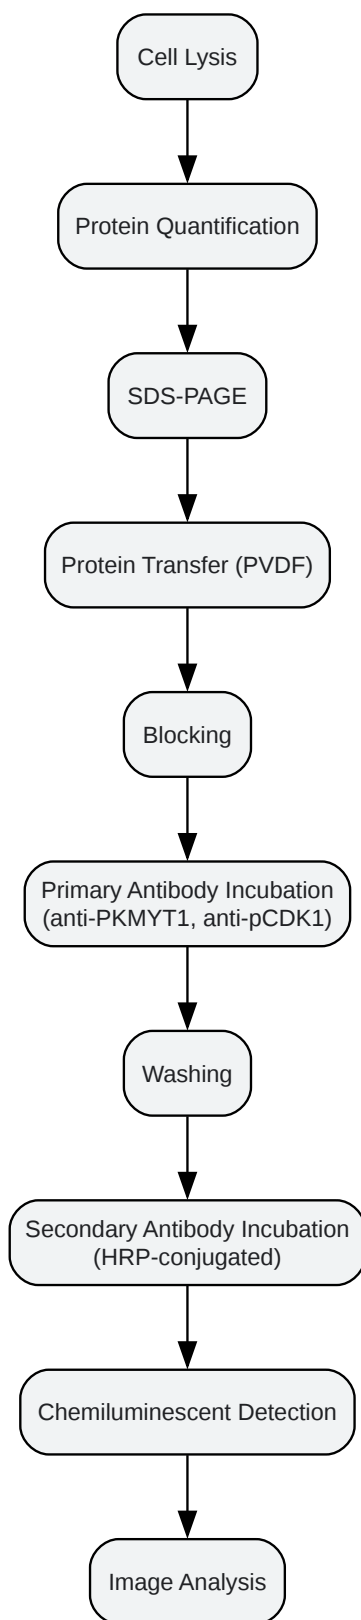 Cell Lysis
Protein Quantification
SDS-PAGE
Protein Transfer (PVDF)
Blocking
Primary Antibody Incubation
(anti-PKMYT1, anti-pCDK1)
Washing
Secondary Antibody Incubation
(HRP-conjugated)
Chemiluminescent Detection
Image Analysis